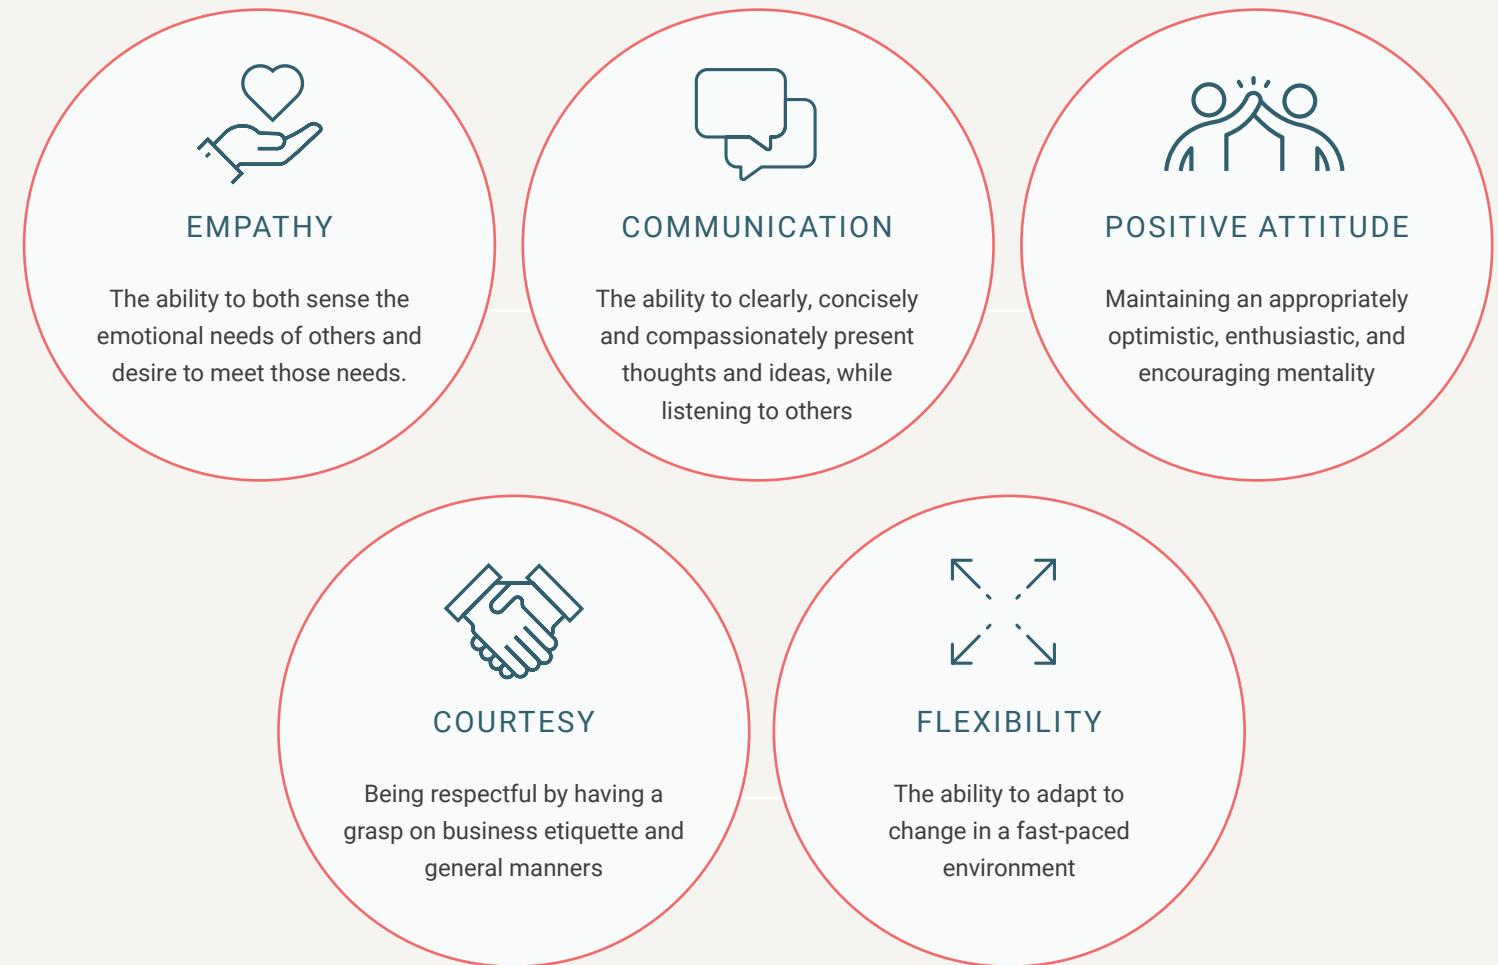 EMPATHY
The ability to both sense the
emotional needs of others and
desire to meet those needs.
COMMUNICATION
The ability to clearly, concisely
and compassionately present
thoughts and ideas, while
listening to others
POSITIVE ATTITUDE
Maintaining an appropriately
optimistic, enthusiastic, and
encouraging mentality
COURTESY
Being respectful by having a
grasp on business etiquette and
general manners
FLEXIBILITY
The ability to adapt to
change in a fast-paced
environment